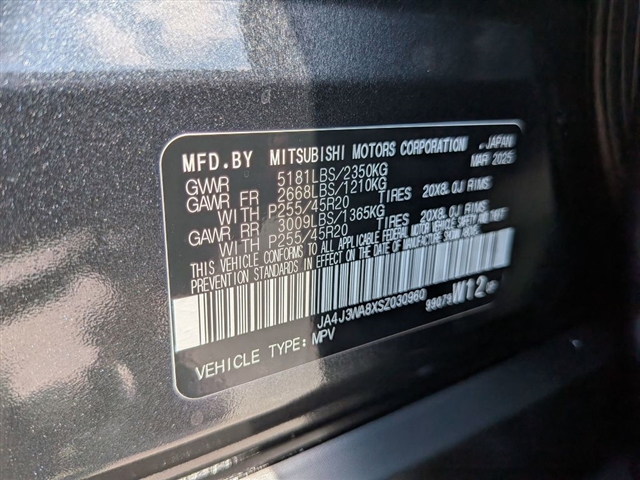 MFD.BY MITSUBISHI MOTORS CORPORATION JAPAN
MAR 2025
GVWR 5181LBS/2350KG
GAWR FR 2668LBS/1210KG
WITH P255/45R20 TIRES 20X8.0J RIMS
GAWR RR 3009LBS/1365KG
WITH P255/45R20 TIRES 20X8.0J RIMS
THIS VEHICLE CONFORMS TO ALL APPLICABLE FEDERAL MOTOR VEHICLE SAFETY AND THEFT
PREVENTION STANDARDS IN EFFECT ON THE DATE OF MANUFACTURE SHOWN ABOVE.
JA4J3WA8XSZ030960
99079 W12
VEHICLE TYPE: MPV